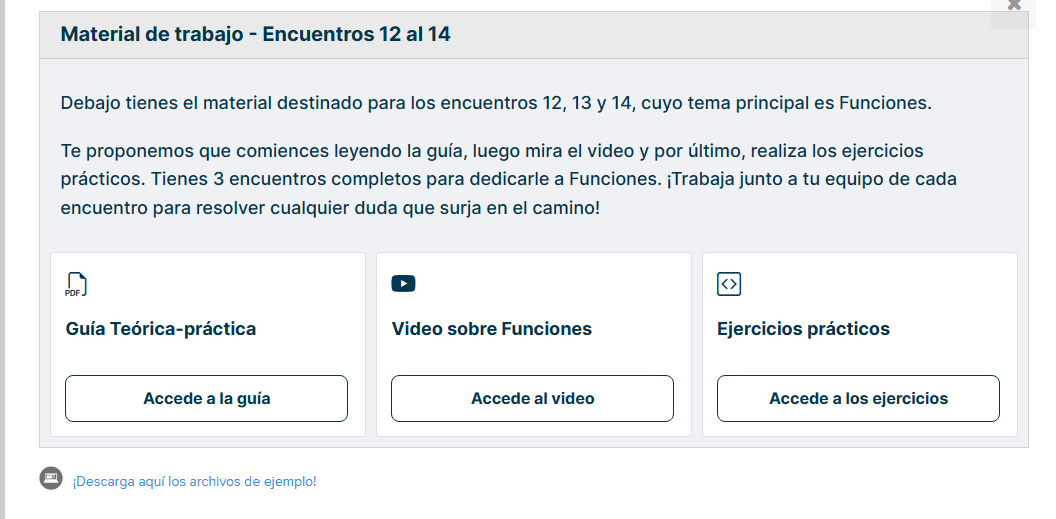 Material de trabajo - Encuentros 12 al 14
Debajo tienes el material destinado para los encuentros 12, 13 y 14, cuyo tema principal es Funciones.
Te proponemos que comiences leyendo la guía, luego mira el video y por último, realiza los ejercicios
prácticos. Tienes 3 encuentros completos para dedicarle a Funciones. ¡Trabaja junto a tu equipo de cada
encuentro para resolver cualquier duda que surja en el camino!
PDF
Guía Teórica-práctica
Accede a la guía
Video sobre Funciones
Accede al video
Ejercicios prácticos
Accede a los ejercicios
¡Descarga aquí los archivos de ejemplo!